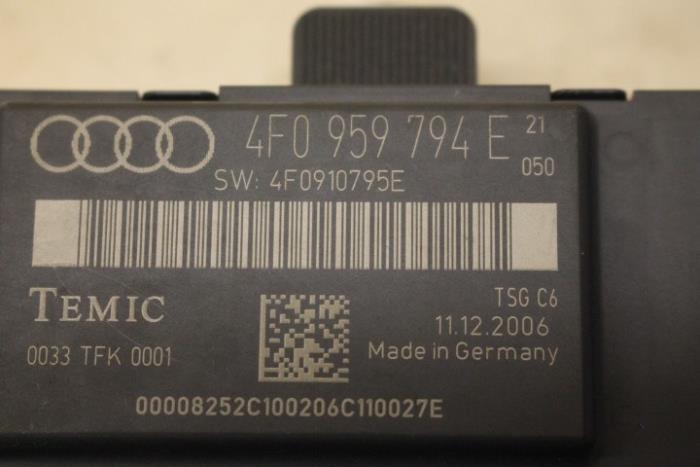 4F0 959 794 E 21
050
SW: 4F0910795E
TEMIC
TSG C6
11.12.2006
0033 TFK 0001
Made in Germany
00008252C100206C110027E